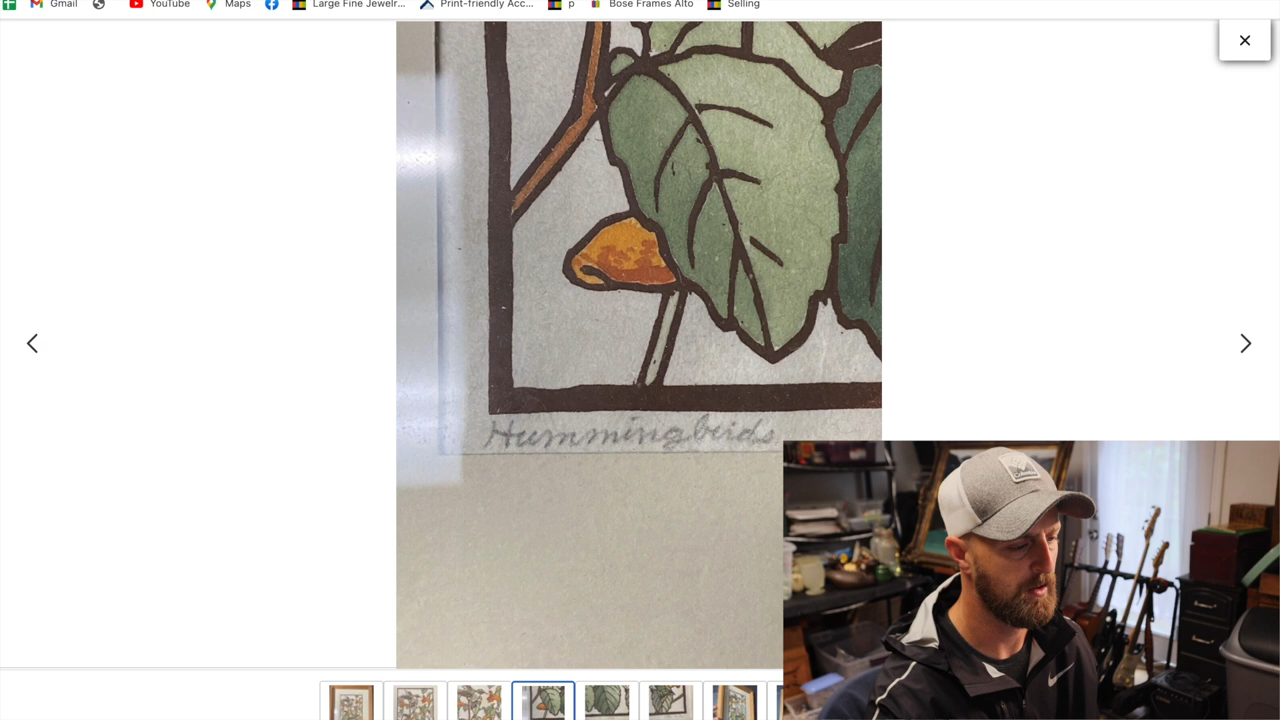 Gmail
YouTube
Maps
Large Fine Jewelr...
Print-friendly Acc...
p
Bose Frames Alto
Selling
Hummingbirds